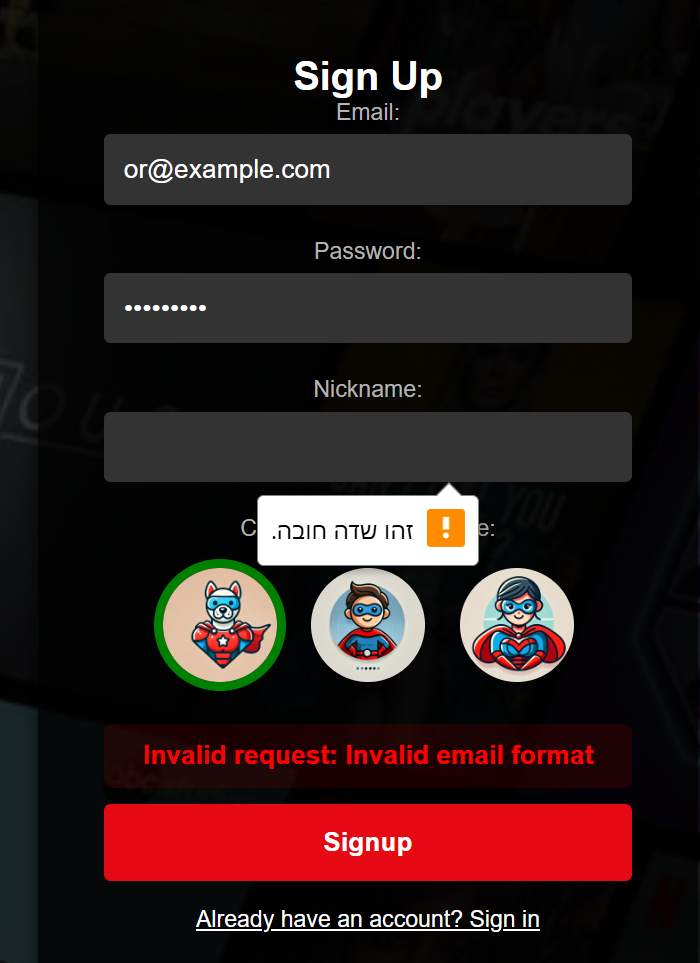 Sign Up
Email:
or@example.com
Password:
•••••••••
Nickname:
זהו שדה חובה.
Invalid request: Invalid email format
Signup
Already have an account? Sign in